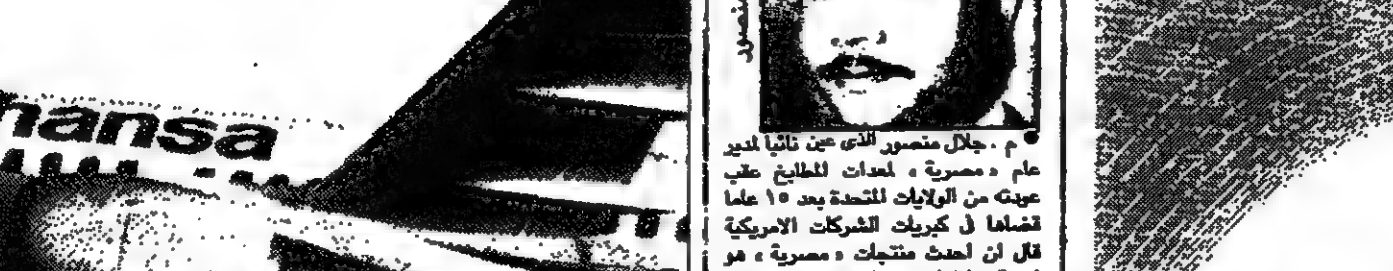 hansa
منصور
● م . جلال منصور الذى عين نائبا لمدير
عام « مصرية » لمعدات المطابخ عقب
عودته من الولايات المتحدة بعد ١٥ عاما
قضاها فى كبريات الشركات الامريكية
قال ان احدث منتجات « مصرية » هو